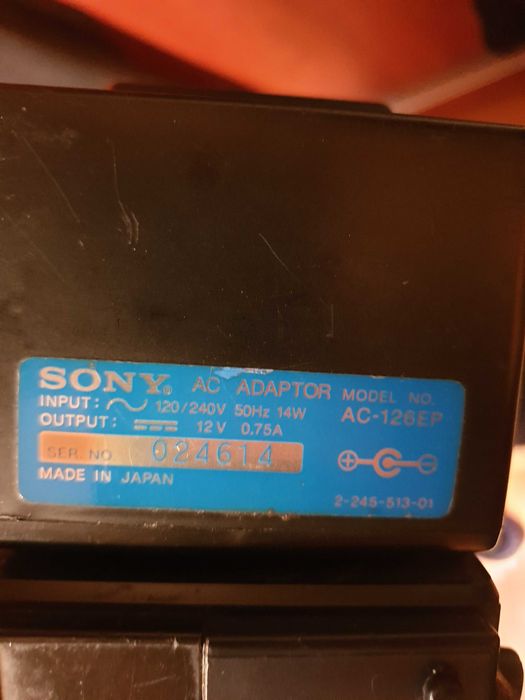 SONY® AC ADAPTOR MODEL NO.
INPUT: 120/240V 50Hz 14W AC-126EP
OUTPUT: 12V 0.75A
SER. NO. 024614
MADE IN JAPAN
2-245-513-01